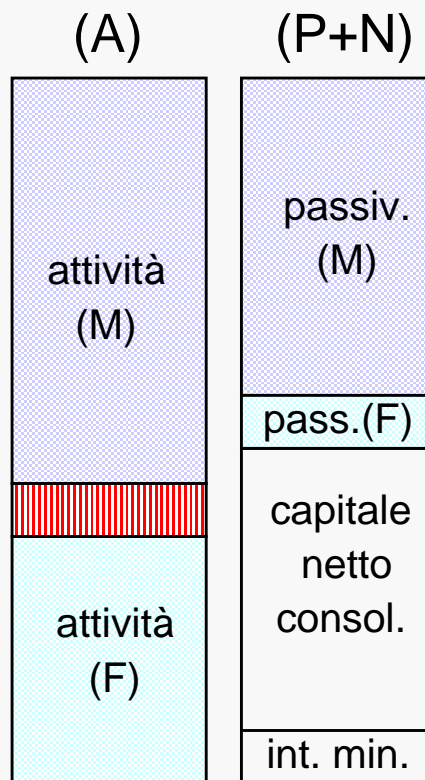 (A)
(P+N)
attività
(M)
attività
(F)
passiv.
(M)
pass.(F)
capitale
netto
consol.
int. min.